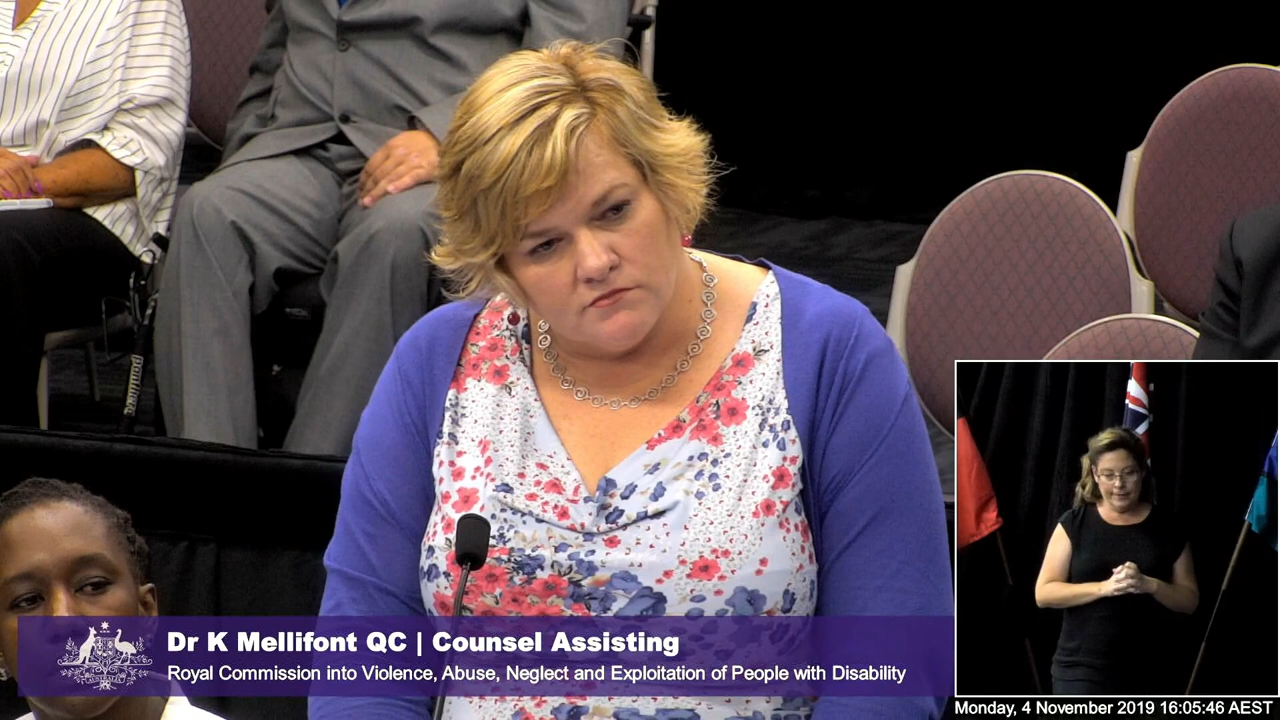 Dr K Mellifont QC | Counsel Assisting
Royal Commission into Violence, Abuse, Neglect and Exploitation of People with Disability
AUSTRALIA
Monday, 4 November 2019 16:05:46 AEST